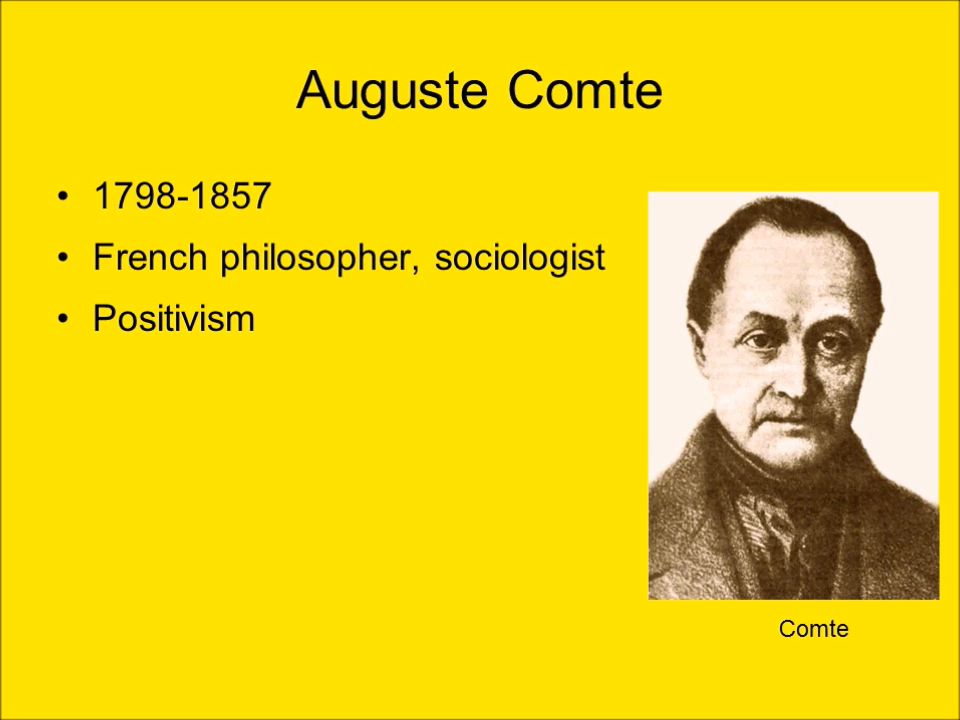 Auguste Comte
• 1798-1857
• French philosopher, sociologist
• Positivism
Comte